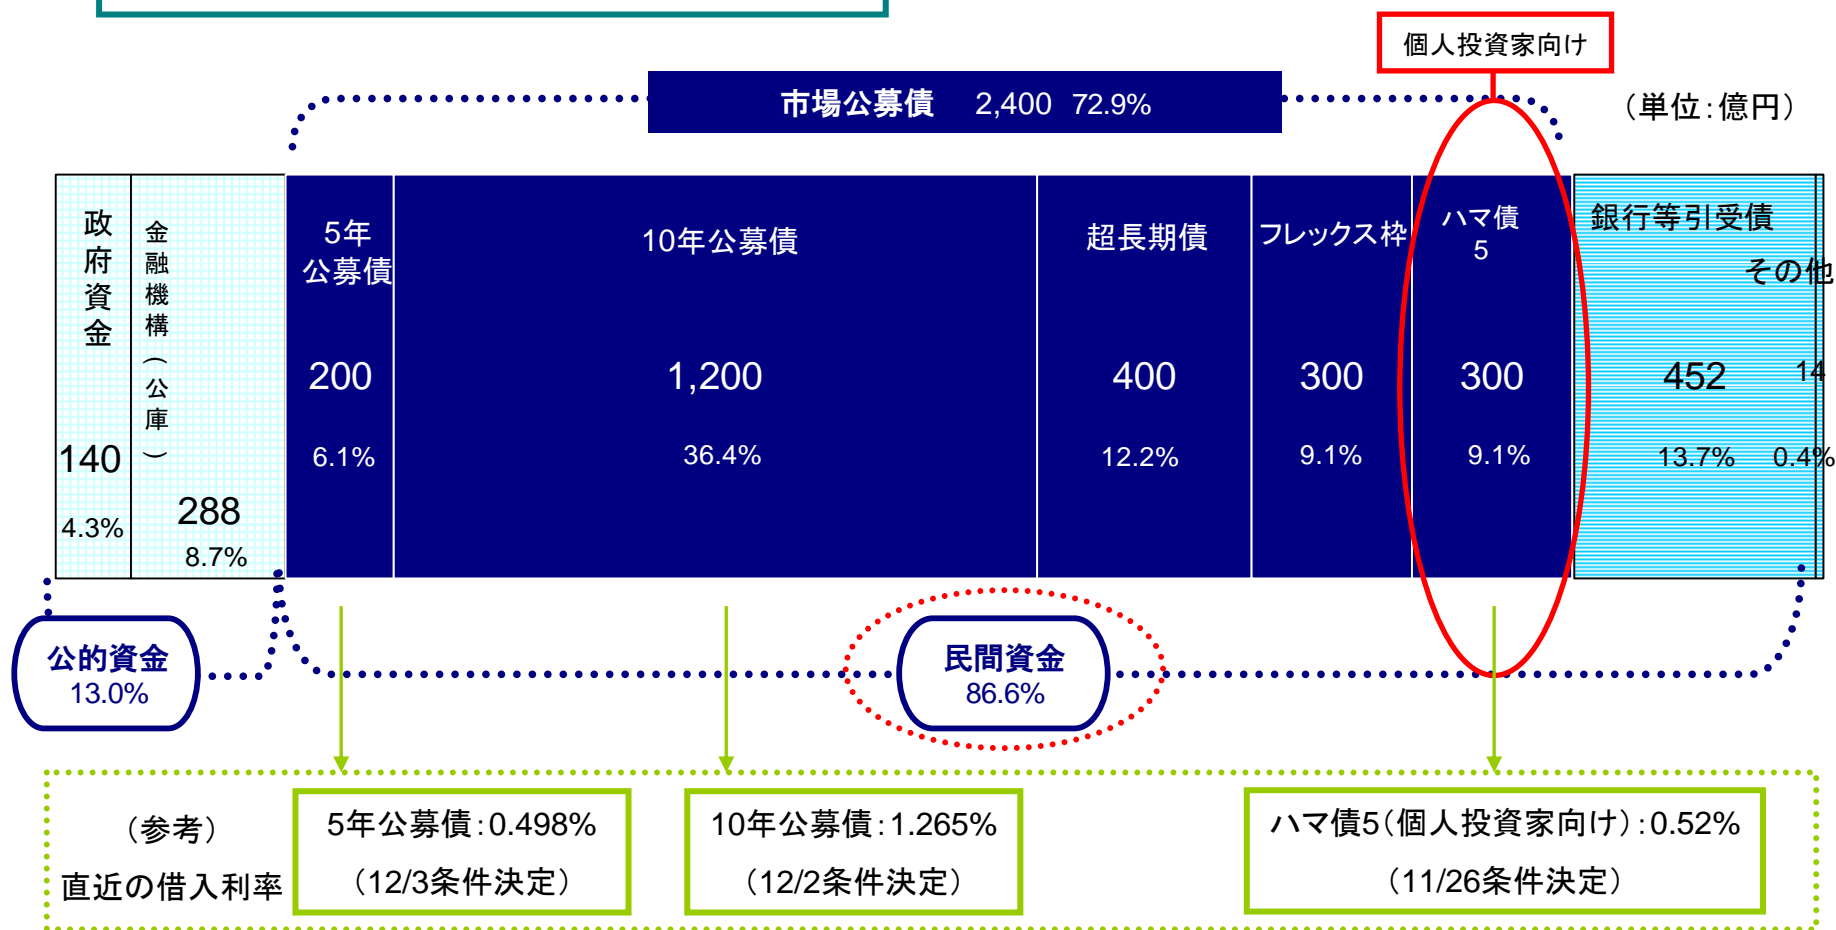 個人投資家向け
市場公募債 2,400 72.9%
（単位：億円）
政府資金
140
4.3%
金融機構（公庫）
288
8.7%
5年
公募債
200
6.1%
10年公募債
1,200
36.4%
超長期債
400
12.2%
フレックス枠
300
9.1%
ハマ債
5
300
9.1%
銀行等引受債
452
13.7%
その他
14
0.4%
公的資金
13.0%
民間資金
86.6%
（参考）
直近の借入利率
5年公募債：0.498%
（12/3条件決定）
10年公募債：1.265%
（12/2条件決定）
ハマ債5（個人投資家向け）：0.52%
（11/26条件決定）